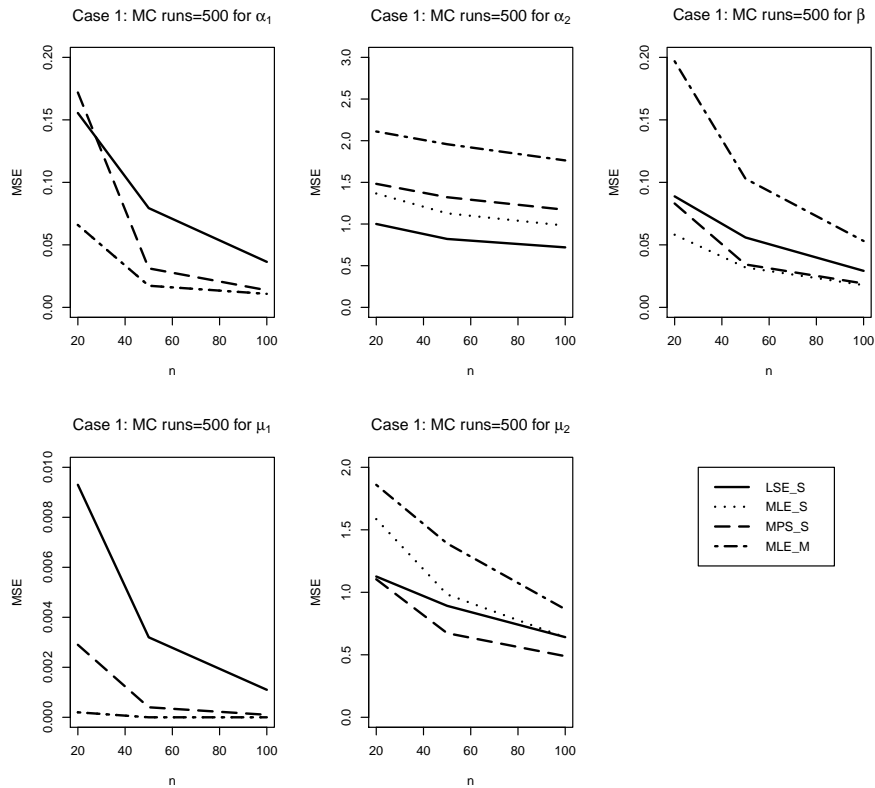 Case 1: MC runs=500 for α₁
MSE
0.00 0.05 0.10 0.15 0.20
20 40 60 80 100
n
Case 1: MC runs=500 for α₂
MSE
0.0 0.5 1.0 1.5 2.0 2.5 3.0
20 40 60 80 100
n
Case 1: MC runs=500 for β
MSE
0.00 0.05 0.10 0.15 0.20
20 40 60 80 100
n
Case 1: MC runs=500 for μ₁
MSE
0.000 0.002 0.004 0.006 0.008 0.010
20 40 60 80 100
n
Case 1: MC runs=500 for μ₂
MSE
0.0 0.5 1.0 1.5 2.0
20 40 60 80 100
n
LSE_S
MLE_S
MPS_S
MLE_M